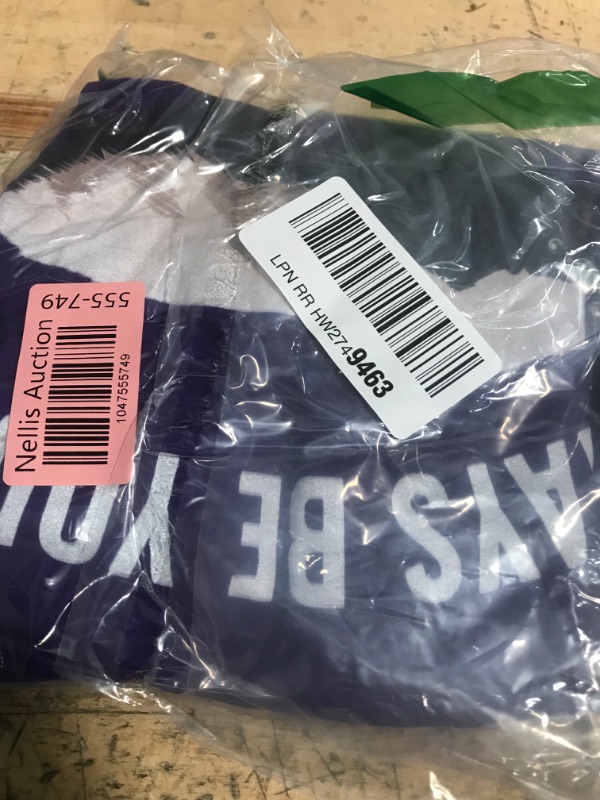 LPN RR HW2749463
Nellis Auction
1047555749
555-749
AYS BE YOU